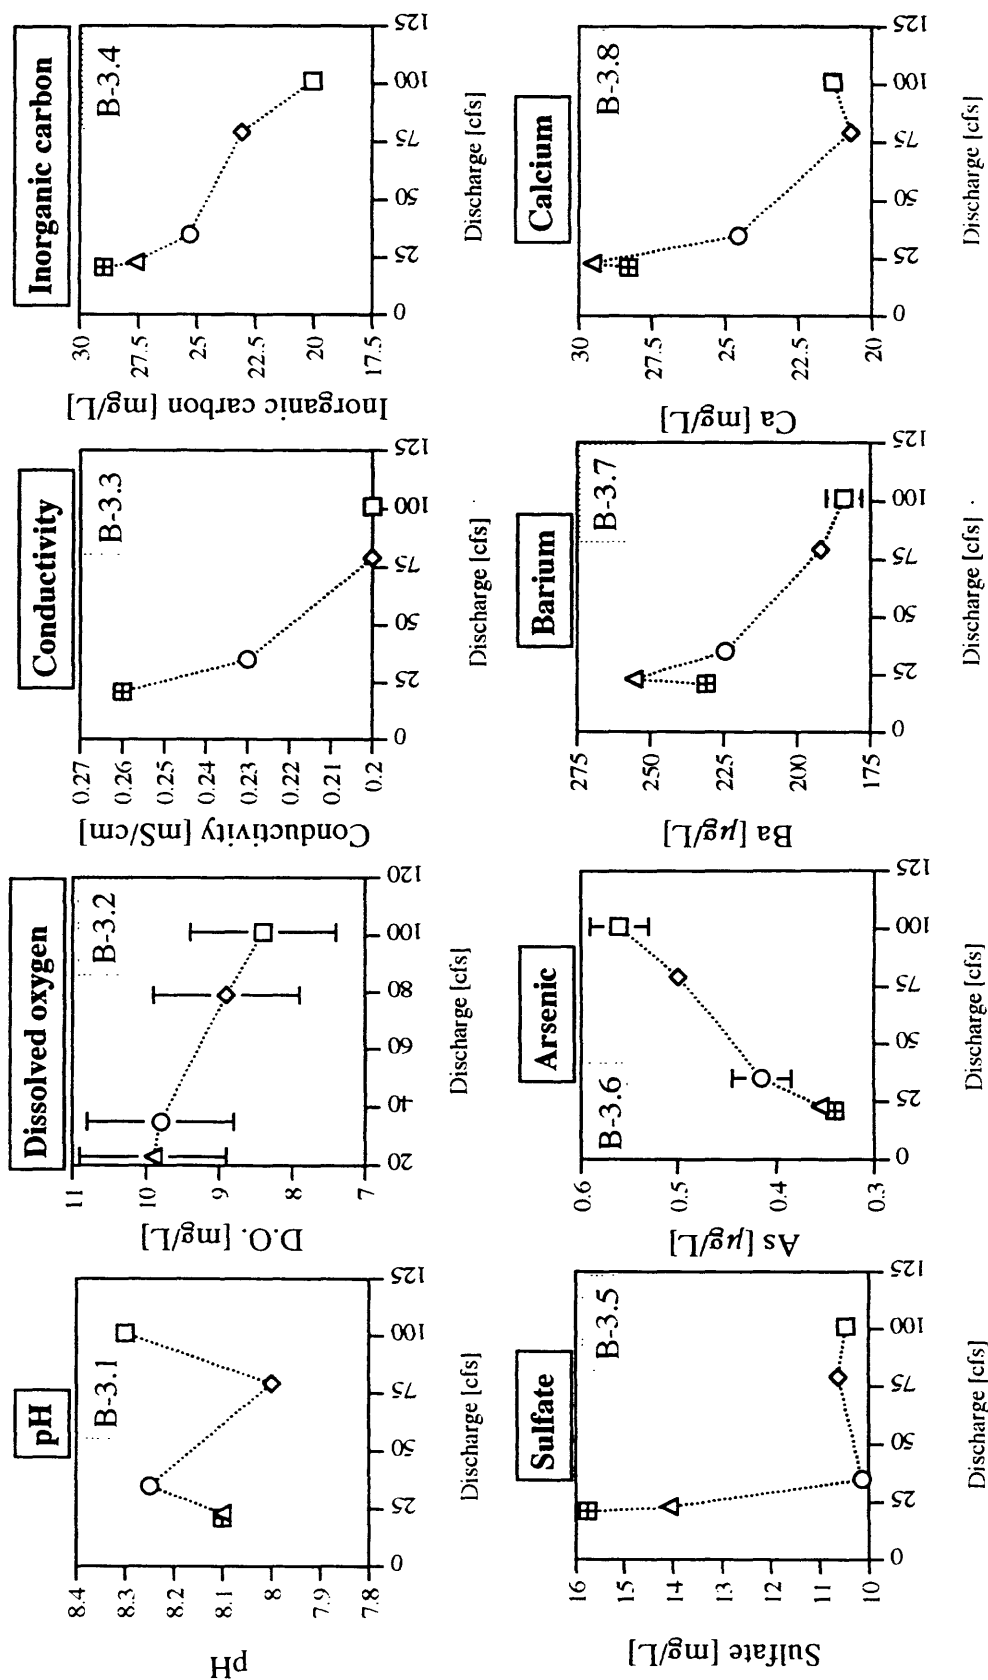 pH
B-3.1
pH
8.4
8.3
8.2
8.1
8
7.9
7.8
0
25
50
75
100
125
Discharge [cfs]
Dissolved oxygen
B-3.2
D.O. [mg/L]
11
10
9
8
7
20
40
60
80
100
120
Discharge [cfs]
Conductivity
B-3.3
Conductivity [mS/cm]
0.27
0.26
0.25
0.24
0.23
0.22
0.21
0.2
0
25
50
75
100
125
Discharge [cfs]
Inorganic carbon
B-3.4
Inorganic carbon [mg/L]
30
27.5
25
22.5
20
17.5
0
25
50
75
100
125
Discharge [cfs]
Sulfate
B-3.5
Sulfate [mg/L]
16
15
14
13
12
11
10
0
25
50
75
100
125
Discharge [cfs]
Arsenic
B-3.6
As [µg/L]
0.6
0.5
0.4
0.3
0
25
50
75
100
125
Discharge [cfs]
Barium
B-3.7
Ba [µg/L]
275
250
225
200
175
0
25
50
75
100
125
Discharge [cfs]
Calcium
B-3.8
Ca [mg/L]
30
27.5
25
22.5
20
0
25
50
75
100
125
Discharge [cfs]